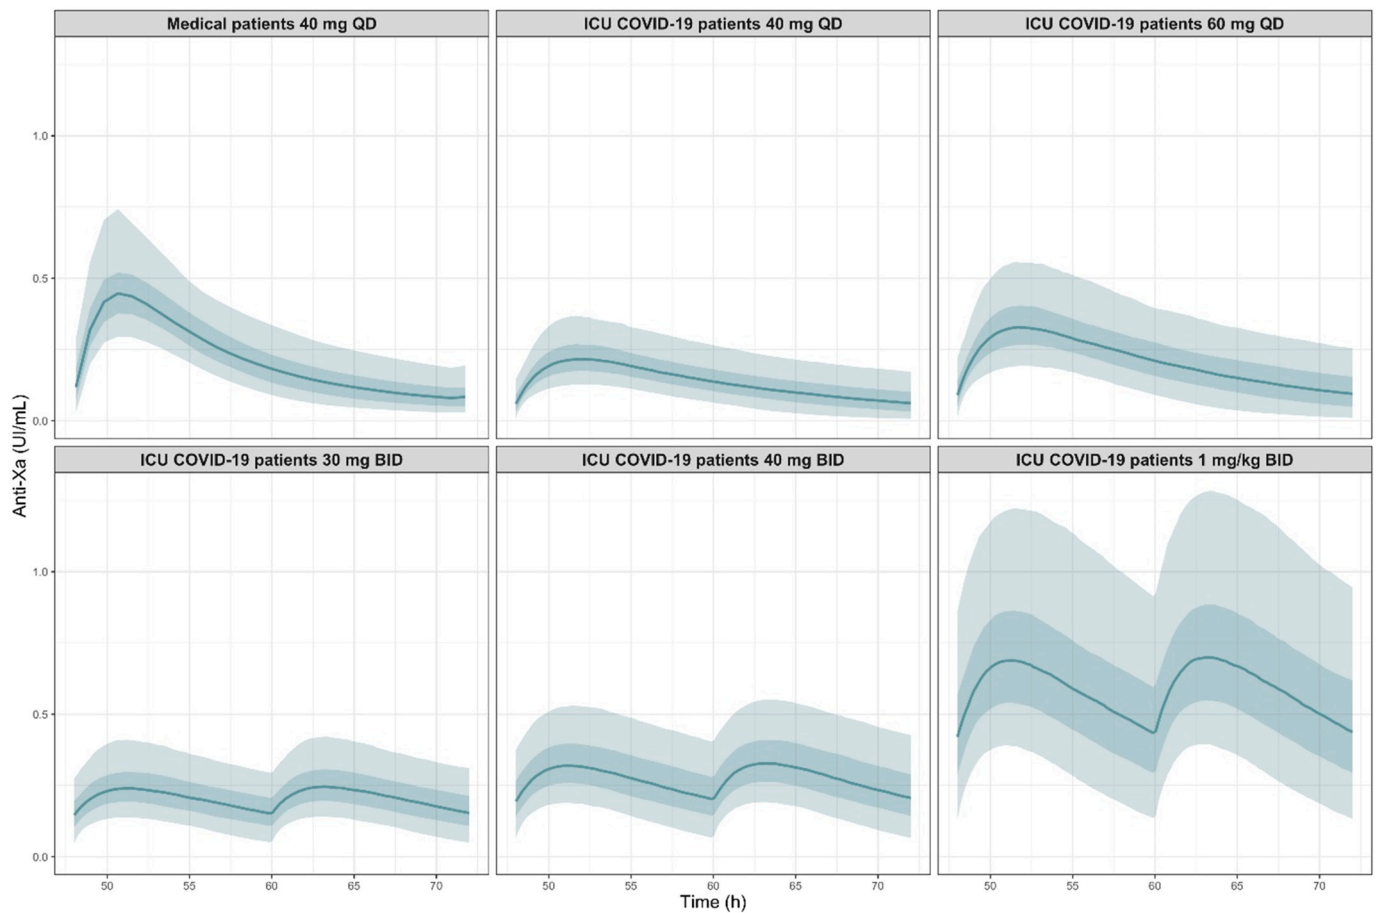 Medical patients 40 mg QD
ICU COVID-19 patients 40 mg QD
ICU COVID-19 patients 60 mg QD
1.0
0.5
0.0
Anti-Xa (UI/mL)
ICU COVID-19 patients 30 mg BID
ICU COVID-19 patients 40 mg BID
ICU COVID-19 patients 1 mg/kg BID
1.0
0.5
0.0
50 55 60 65 70
50 55 60 65 70
50 55 60 65 70
Time (h)